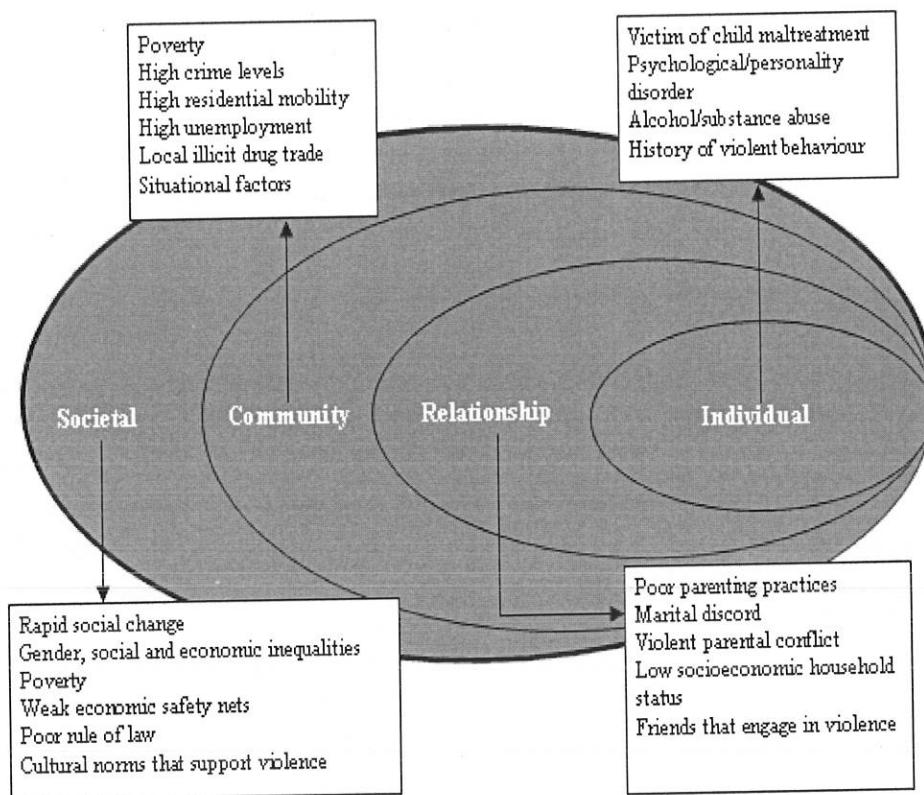 Poverty
High crime levels
High residential mobility
High unemployment
Local illicit drug trade
Situational factors
Victim of child maltreatment
Psychological/personality
disorder
Alcohol/substance abuse
History of violent behaviour
Societal
Community
Relationship
Individual
Rapid social change
Gender, social and economic inequalities
Poverty
Weak economic safety nets
Poor rule of law
Cultural norms that support violence
Poor parenting practices
Marital discord
Violent parental conflict
Low socioeconomic household
status
Friends that engage in violence